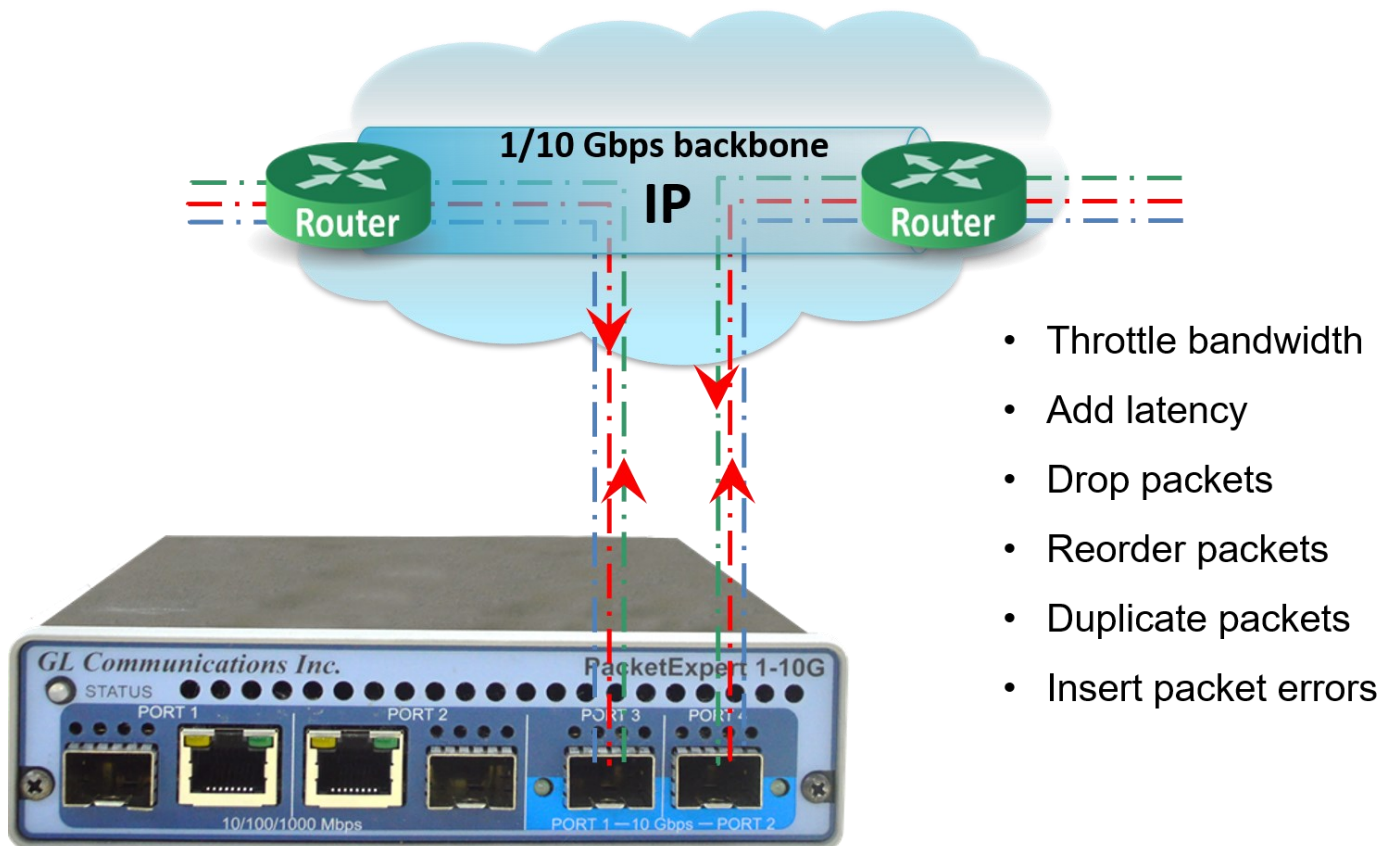 1/10 Gbps backbone
IP
Router
Router
• Throttle bandwidth
• Add latency
• Drop packets
• Reorder packets
• Duplicate packets
• Insert packet errors
GL Communications Inc.
PacketExpert 1-10G
STATUS
PORT 1
PORT 2
PORT 3
PORT 4
10/100/1000 Mbps
PORT 1 — 10 Gbps — PORT 2